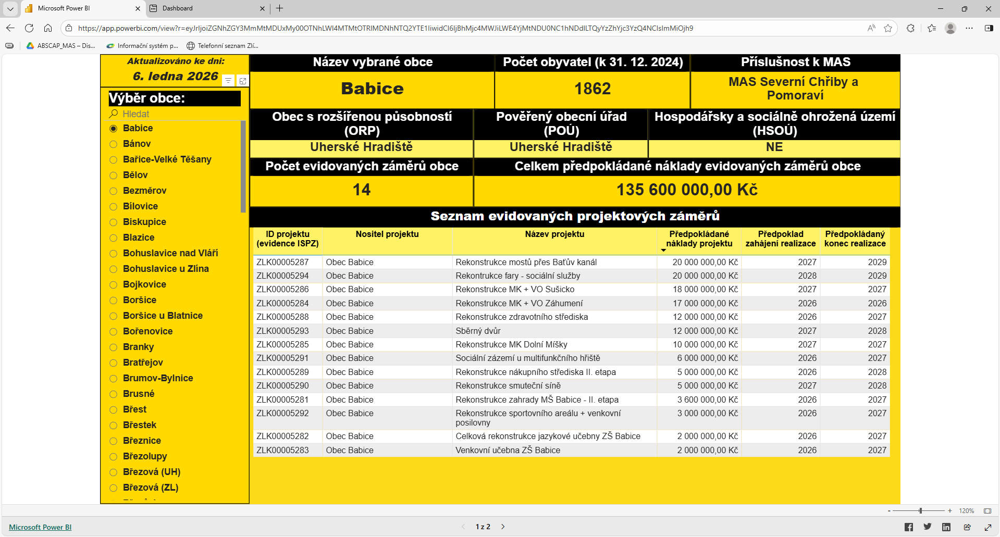 Microsoft Power BI
Dashboard
https://app.powerbi.com/view?r=eyJrIjoiZGNhZGY3MmMtMDUxMy00OTNhLWI4MTMtOTRlMDNhNTQ2YTE1IiwidCI6IjBhMjc4MWJiLWE4YjMtNDU0NC1hNDdlLTQyYzZhYjc3YzQ4NCIsImMiOjh9
ABSCAP_MAS – Dis...
Informační systém p...
Telefonní seznam Zlí...
Aktualizováno ke dni:
6. ledna 2026
Výběr obce:
Hledat
Babice
Bánov
Bařice-Velké Těšany
Bělov
Bezměrov
Bílovice
Biskupice
Blazice
Bohuslavice nad Vláří
Bohuslavice u Zlína
Bojkovice
Boršice
Boršice u Blatnice
Bořenovice
Branky
Bratřejov
Brumov-Bylnice
Brusné
Břest
Břestek
Březnice
Březolupy
Březová (UH)
Březová (ZL)
Název vybrané obce
Počet obyvatel (k 31. 12. 2024)
Příslušnost k MAS
Babice
1862
MAS Severní Chřiby a
Pomoraví
Obec s rozšířenou působností
(ORP)
Pověřený obecní úřad
(POÚ)
Hospodářsky a sociálně ohrožená území
(HSOÚ)
Uherské Hradiště
Uherské Hradiště
NE
Počet evidovaných záměrů obce
Celkem předpokládané náklady evidovaných záměrů obce
14
135 600 000,00 Kč
Seznam evidovaných projektových záměrů
ID projektu
(evidence ISPZ)
Nositel projektu
Název projektu
Předpokládané
náklady projektu
Předpoklad
zahájení realizace
Předpokládaný
konec realizace
ZLK00005287 Obec Babice Rekonstrukce mostů přes Baťův kanál 20 000 000,00 Kč 2027 2029
ZLK00005294 Obec Babice Rekontrukce fary - sociální služby 20 000 000,00 Kč 2028 2029
ZLK00005286 Obec Babice Rekonstrukce MK + VO Sušicko 18 000 000,00 Kč 2027 2027
ZLK00005284 Obec Babice Rekonstrukce MK + VO Záhumení 17 000 000,00 Kč 2026 2026
ZLK00005288 Obec Babice Rekonstrukce zdravotního střediska 12 000 000,00 Kč 2026 2027
ZLK00005293 Obec Babice Sběrný dvůr 12 000 000,00 Kč 2027 2028
ZLK00005285 Obec Babice Rekonstrukce MK Dolní Míšky 10 000 000,00 Kč 2027 2027
ZLK00005291 Obec Babice Sociální zázemí u multifunkčního hřiště 6 000 000,00 Kč 2026 2027
ZLK00005289 Obec Babice Rekonstrukce nákupního střediska II. etapa 5 000 000,00 Kč 2026 2028
ZLK00005290 Obec Babice Rekonstrukce smuteční síně 5 000 000,00 Kč 2027 2028
ZLK00005281 Obec Babice Rekonstrukce zahrady MŠ Babice - II. etapa 3 600 000,00 Kč 2026 2027
ZLK00005292 Obec Babice Rekonstrukce sportovního areálu + venkovní 3 000 000,00 Kč 2026 2027
posilovny
ZLK00005282 Obec Babice Celková rekonstrukce jazykové učebny ZŠ Babice 2 000 000,00 Kč 2026 2027
ZLK00005283 Obec Babice Venkovní učebna ZŠ Babice 2 000 000,00 Kč 2026 2027
- + 120%
Microsoft Power BI
1 z 2